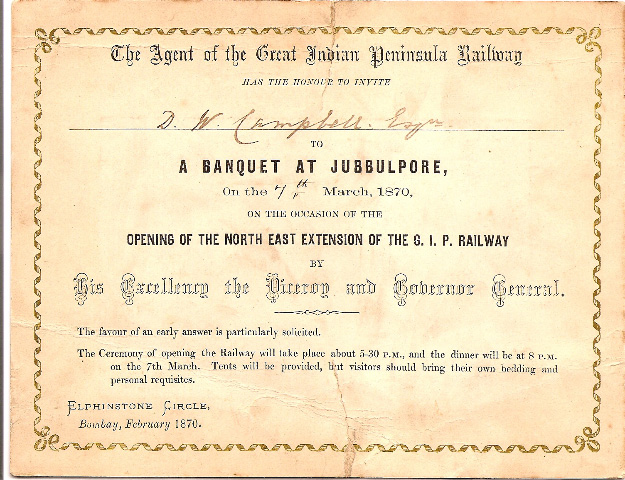 The Agent of the Great Indian Peninsula Railway
HAS THE HONOUR TO INVITE
D. W. Campbell. Esqre.
TO
A BANQUET AT JUBBULPORE,
On the 7th March, 1870,
ON THE OCCASION OF THE
OPENING OF THE NORTH EAST EXTENSION OF THE G. I. P. RAILWAY
BY
His Excellency the Viceroy and Governor General.
The favour of an early answer is particularly solicited.
The Ceremony of opening the Railway will take place about 5-30 P.M., and the dinner will be at 8 P.M.
on the 7th March. Tents will be provided, but visitors should bring their own bedding and
personal requisites.
ELPHINSTONE CIRCLE,
Bombay, February 1870.